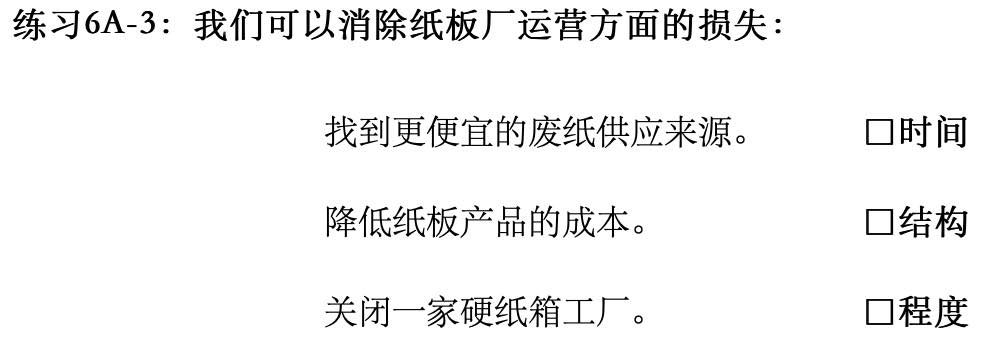 练习6A-3：我们可以消除纸板厂运营方面的损失：
找到更便宜的废纸供应来源。 □时间
降低纸板产品的成本。 □结构
关闭一家硬纸箱工厂。 □程度